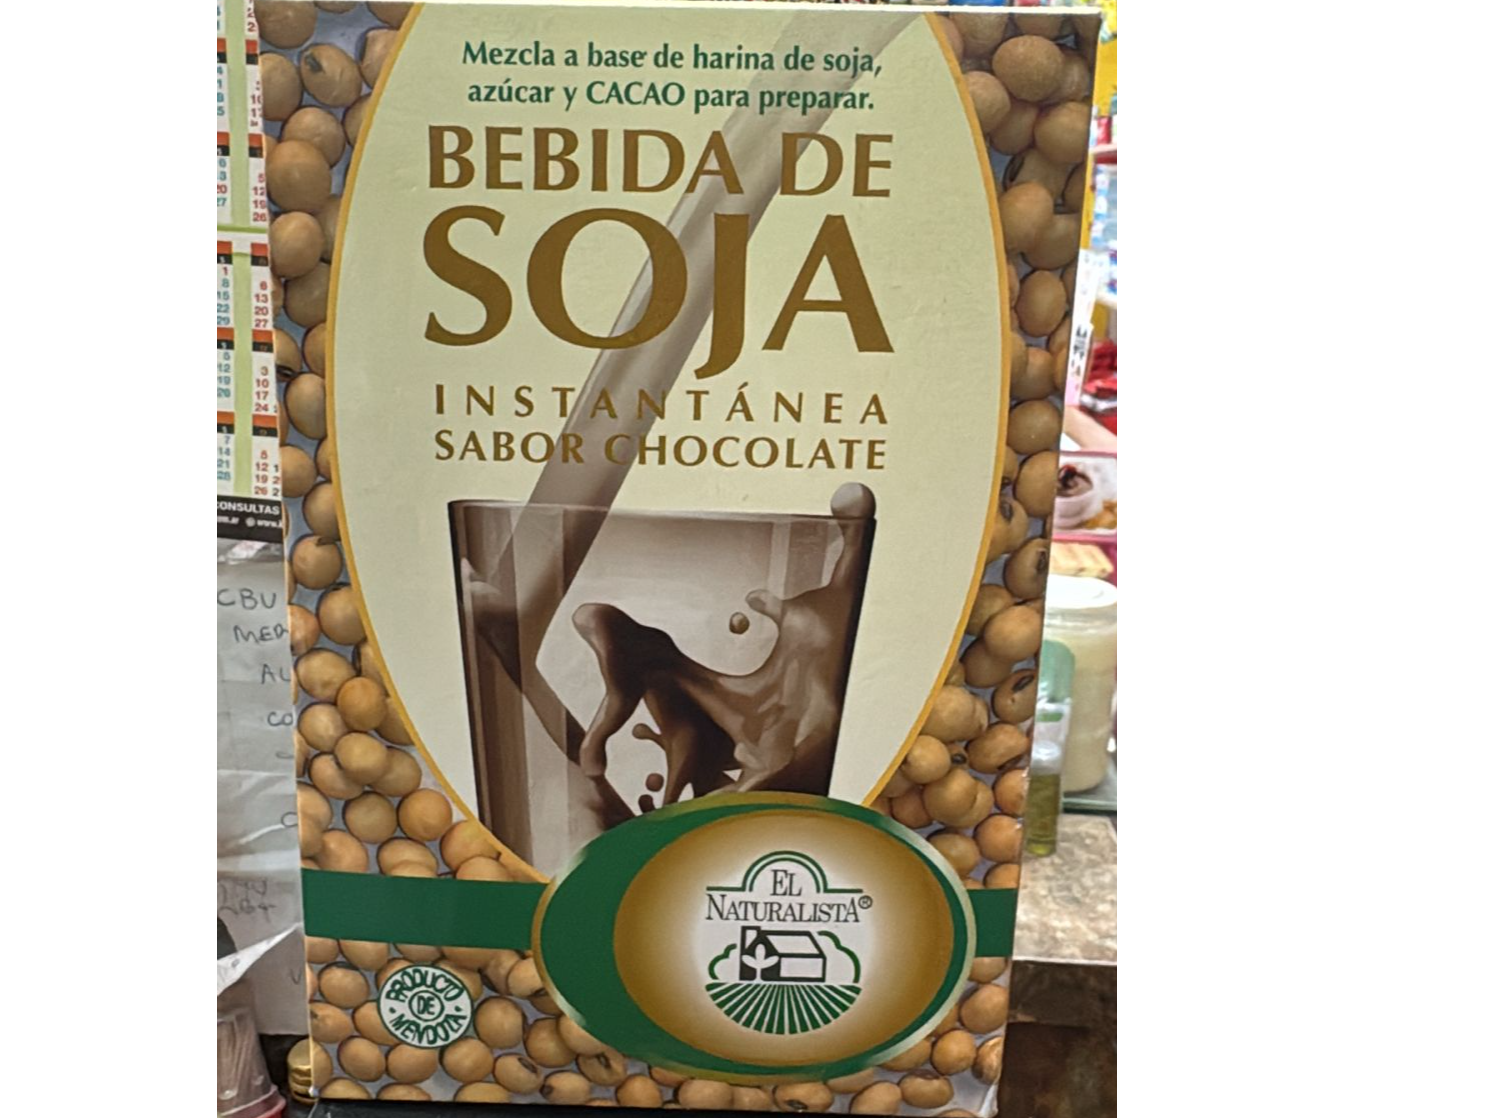 Mezcla a base de harina de soja,
azúcar y CACAO para preparar.
BEBIDA DE
SOJA
INSTANTÁNEA
SABOR CHOCOLATE
EL
NATURALISTA®
PRODUCTO
DE
MENDOZA
CONSULTAS
CBU